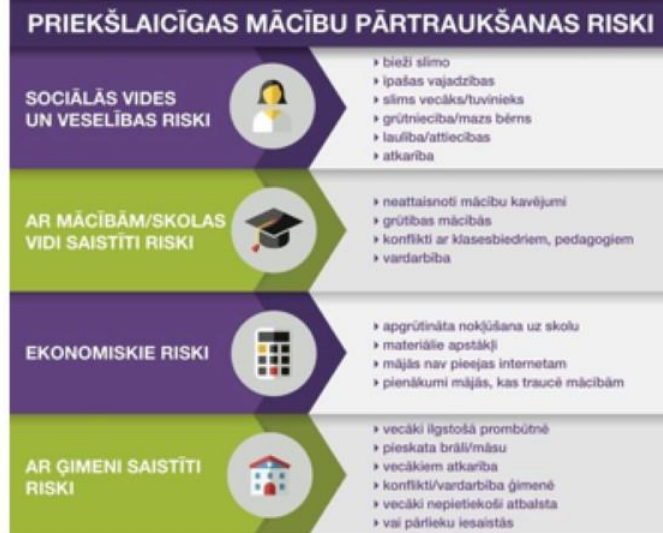 PRIEKŠLAICĪGAS MĀCĪBU PĀRTRAUKŠANAS RISKI
SOCIĀLĀS VIDES
UN VESELĪBAS RISKI
▸ bieži slimo
▸ īpašas vajadzības
▸ slims vecāks/tuvinieks
▸ grūtniecība/mazs bērns
▸ laulība/attiecības
▸ atkarība
AR MĀCĪBĀM/SKOLAS
VIDI SAISTĪTI RISKI
▸ neattaisnoti mācību kavējumi
▸ grūtības mācībās
▸ konflikti ar klasesbiedriem, pedagogiem
▸ vardarbība
EKONOMISKIE RISKI
▸ apgrūtināta nokļūšana uz skolu
▸ materiālie apstākļi
▸ mājās nav pieejas internetam
▸ pienākumi mājās, kas traucē mācībām
AR ĢIMENI SAISTĪTI
RISKI
▸ vecāki ilgstošā prombūtnē
▸ pieskata brāli/māsu
▸ vecākiem atkarība
▸ konflikti/vardarbība ģimenē
▸ vecāki nepietiekoši atbalsta
▸ vai pārlieku iesaistās